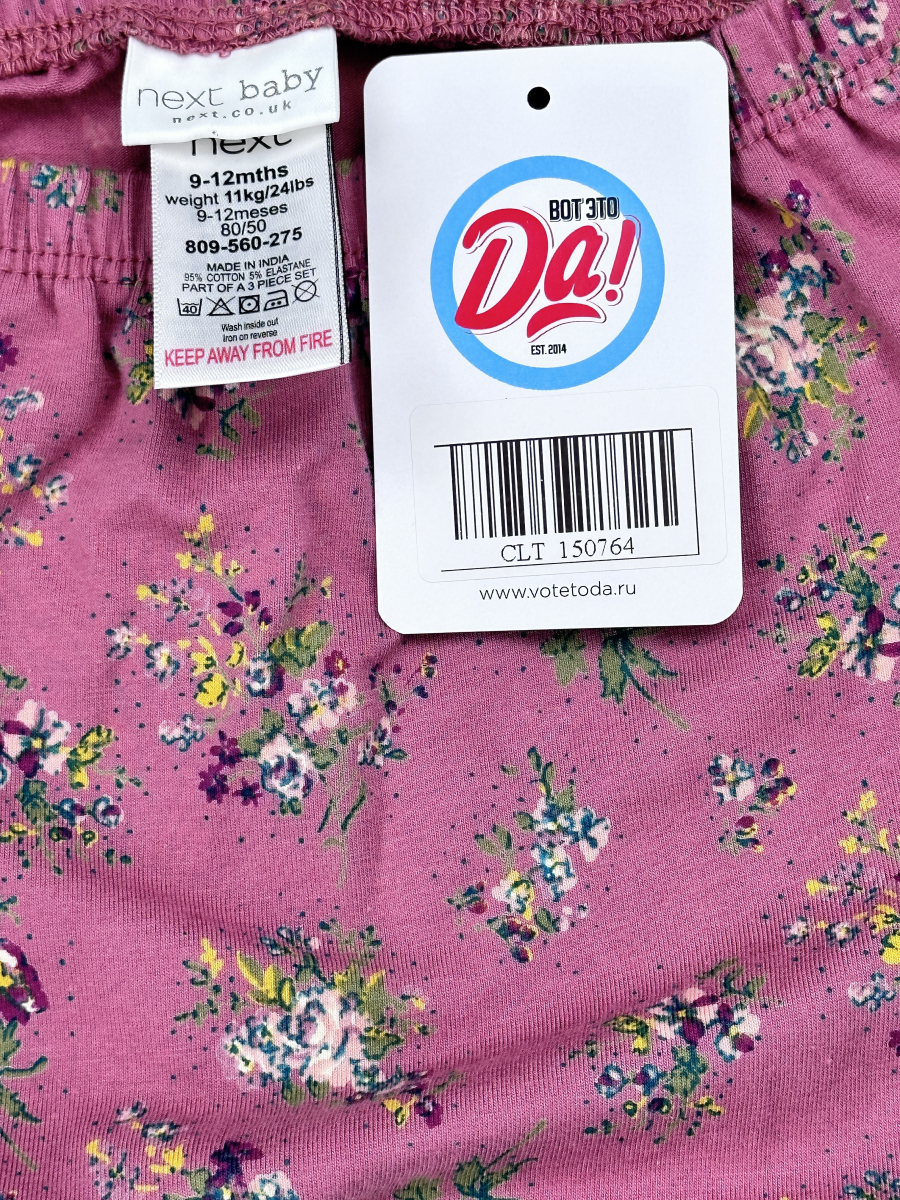 next baby
next.co.uk
next
9-12mths
weight 11kg/24lbs
9-12meses
80/50
809-560-275
MADE IN INDIA
95% COTTON 5% ELASTANE
PART OF A 3 PIECE SET
40
Wash inside out
Iron on reverse
KEEP AWAY FROM FIRE
ВОТ ЭТО
Да!
EST. 2014
CLT 150764
www.votetoda.ru